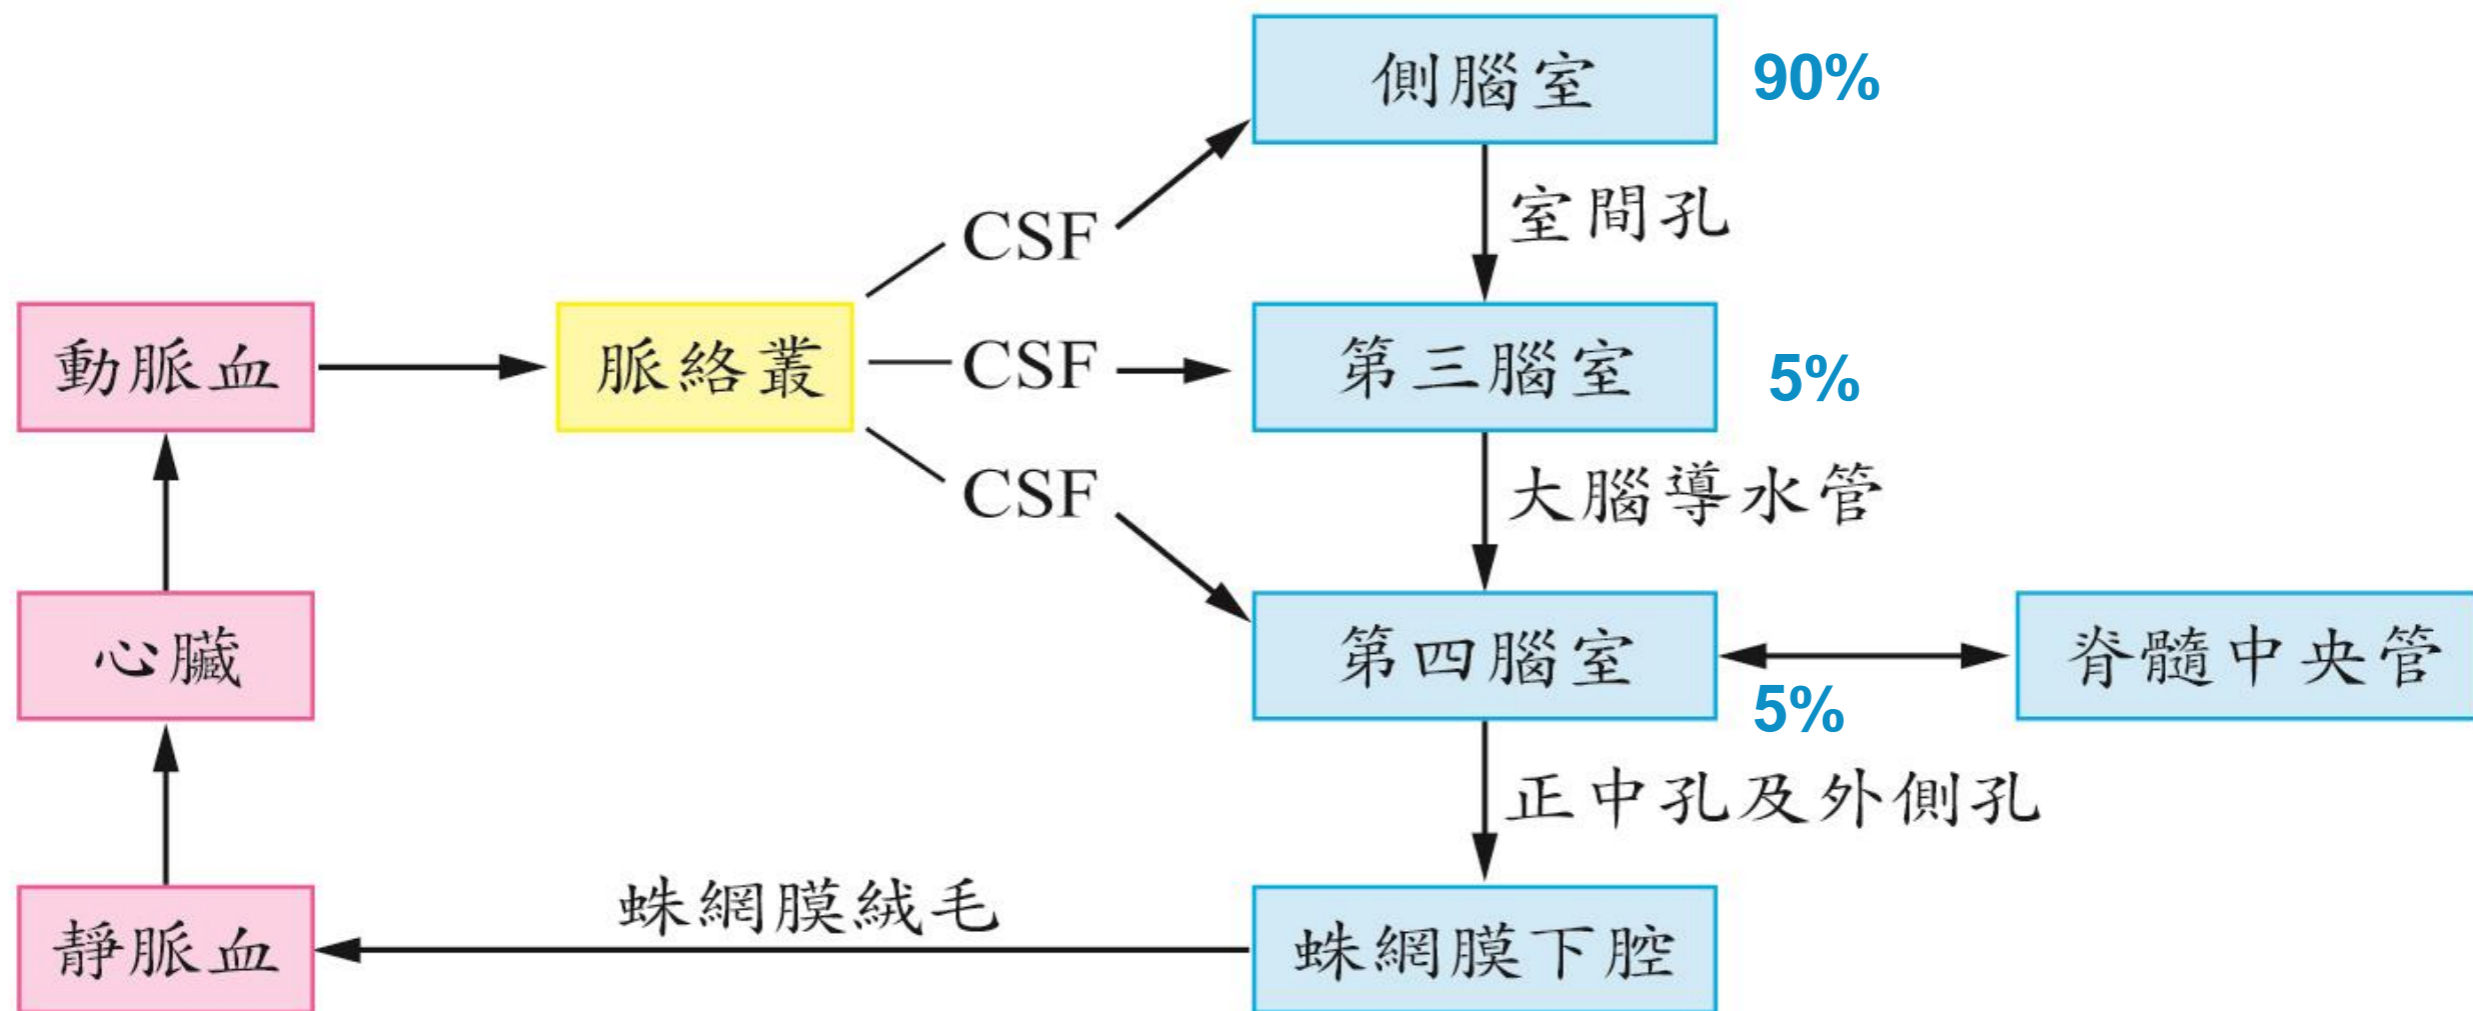 側腦室 90%
室間孔
CSF
動脈血 脈絡叢 CSF 第三腦室 5%
CSF 大腦導水管
心臟 第四腦室 脊髓中央管
5%
正中孔及外側孔
蛛網膜絨毛
靜脈血 蛛網膜下腔